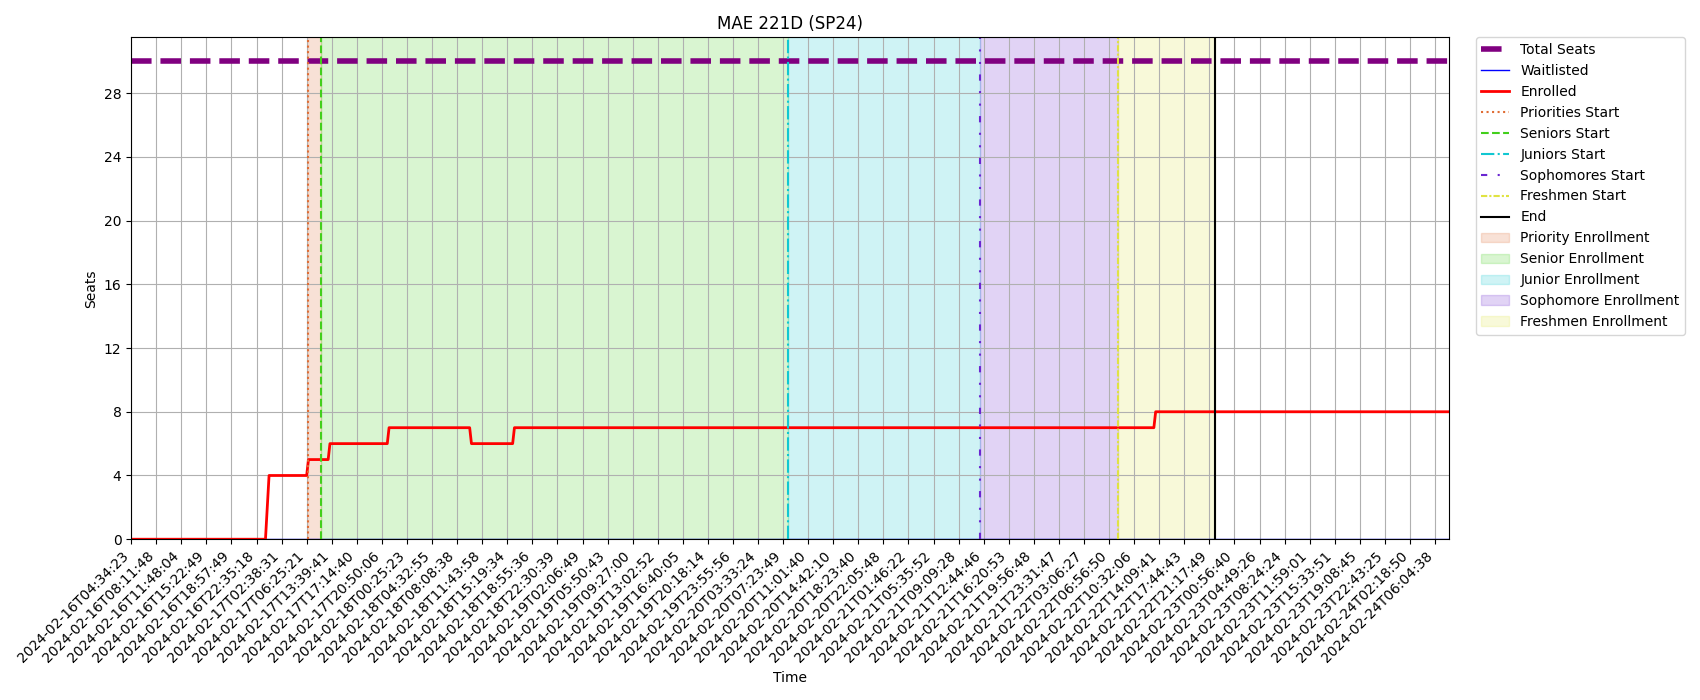 MAE 221D (SP24)
Seats
28
24
20
16
12
8
4
0
2024-02-16T04:34:23
2024-02-16T08:11:48
2024-02-16T11:48:04
2024-02-16T15:22:49
2024-02-16T18:57:49
2024-02-16T22:35:18
2024-02-17T02:38:31
2024-02-17T06:25:21
2024-02-17T13:39:41
2024-02-17T17:14:40
2024-02-17T20:50:06
2024-02-18T00:25:23
2024-02-18T04:32:55
2024-02-18T08:08:38
2024-02-18T11:43:58
2024-02-18T15:19:34
2024-02-18T18:55:36
2024-02-18T22:30:39
2024-02-19T02:06:49
2024-02-19T05:50:43
2024-02-19T09:27:00
2024-02-19T13:02:52
2024-02-19T16:40:05
2024-02-19T20:18:14
2024-02-19T23:55:56
2024-02-20T03:33:24
2024-02-20T07:23:49
2024-02-20T11:01:40
2024-02-20T14:42:10
2024-02-20T18:23:40
2024-02-20T22:05:48
2024-02-21T01:46:22
2024-02-21T05:35:52
2024-02-21T09:09:28
2024-02-21T12:44:46
2024-02-21T16:20:53
2024-02-21T19:56:48
2024-02-21T23:31:47
2024-02-22T03:06:27
2024-02-22T06:56:50
2024-02-22T10:32:06
2024-02-22T14:09:41
2024-02-22T17:44:43
2024-02-22T21:17:49
2024-02-23T00:56:40
2024-02-23T04:49:26
2024-02-23T08:24:24
2024-02-23T11:59:01
2024-02-23T15:33:51
2024-02-23T19:08:45
2024-02-23T22:43:25
2024-02-24T02:18:50
2024-02-24T06:04:38
Time
Total Seats
Waitlisted
Enrolled
Priorities Start
Seniors Start
Juniors Start
Sophomores Start
Freshmen Start
End
Priority Enrollment
Senior Enrollment
Junior Enrollment
Sophomore Enrollment
Freshmen Enrollment